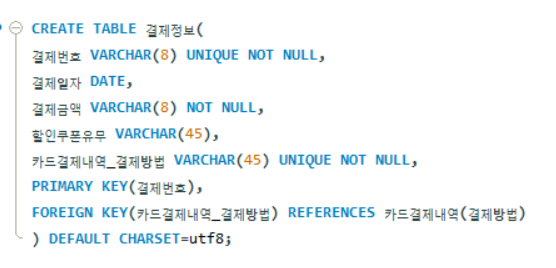 CREATE TABLE 결제정보(
결제번호 VARCHAR(8) UNIQUE NOT NULL,
결제일자 DATE,
결제금액 VARCHAR(8) NOT NULL,
할인쿠폰유무 VARCHAR(45),
카드결제내역_결제방법 VARCHAR(45) UNIQUE NOT NULL,
PRIMARY KEY(결제번호),
FOREIGN KEY(카드결제내역_결제방법) REFERENCES 카드결제내역(결제방법)
) DEFAULT CHARSET=utf8;